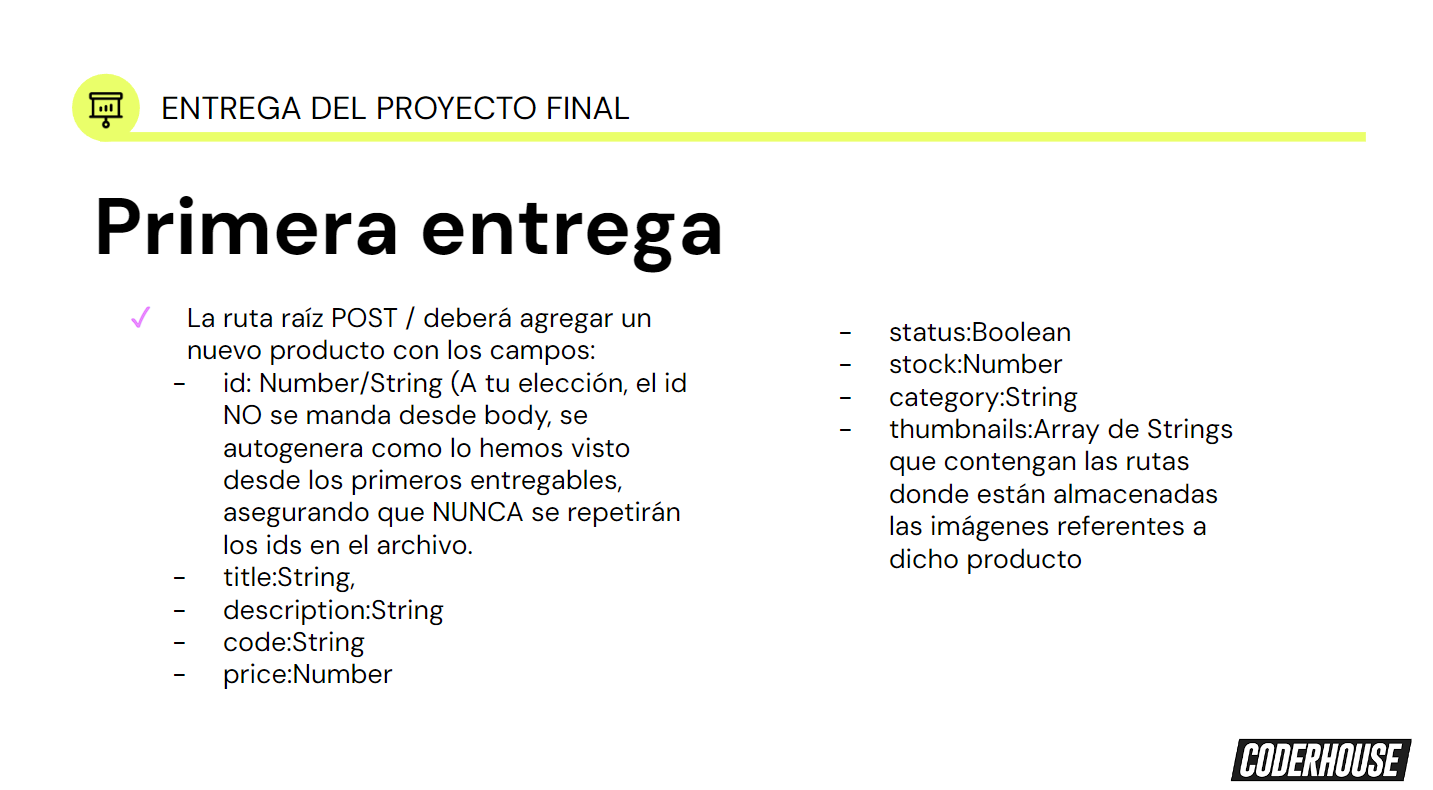 ENTREGA DEL PROYECTO FINAL
Primera entrega
✓ La ruta raíz POST / deberá agregar un
nuevo producto con los campos:
- id: Number/String (A tu elección, el id
NO se manda desde body, se
autogenera como lo hemos visto
desde los primeros entregables,
asegurando que NUNCA se repetirán
los ids en el archivo.
- title:String,
- description:String
- code:String
- price:Number
- status:Boolean
- stock:Number
- category:String
- thumbnails:Array de Strings
que contengan las rutas
donde están almacenadas
las imágenes referentes a
dicho producto
CODERHOUSE